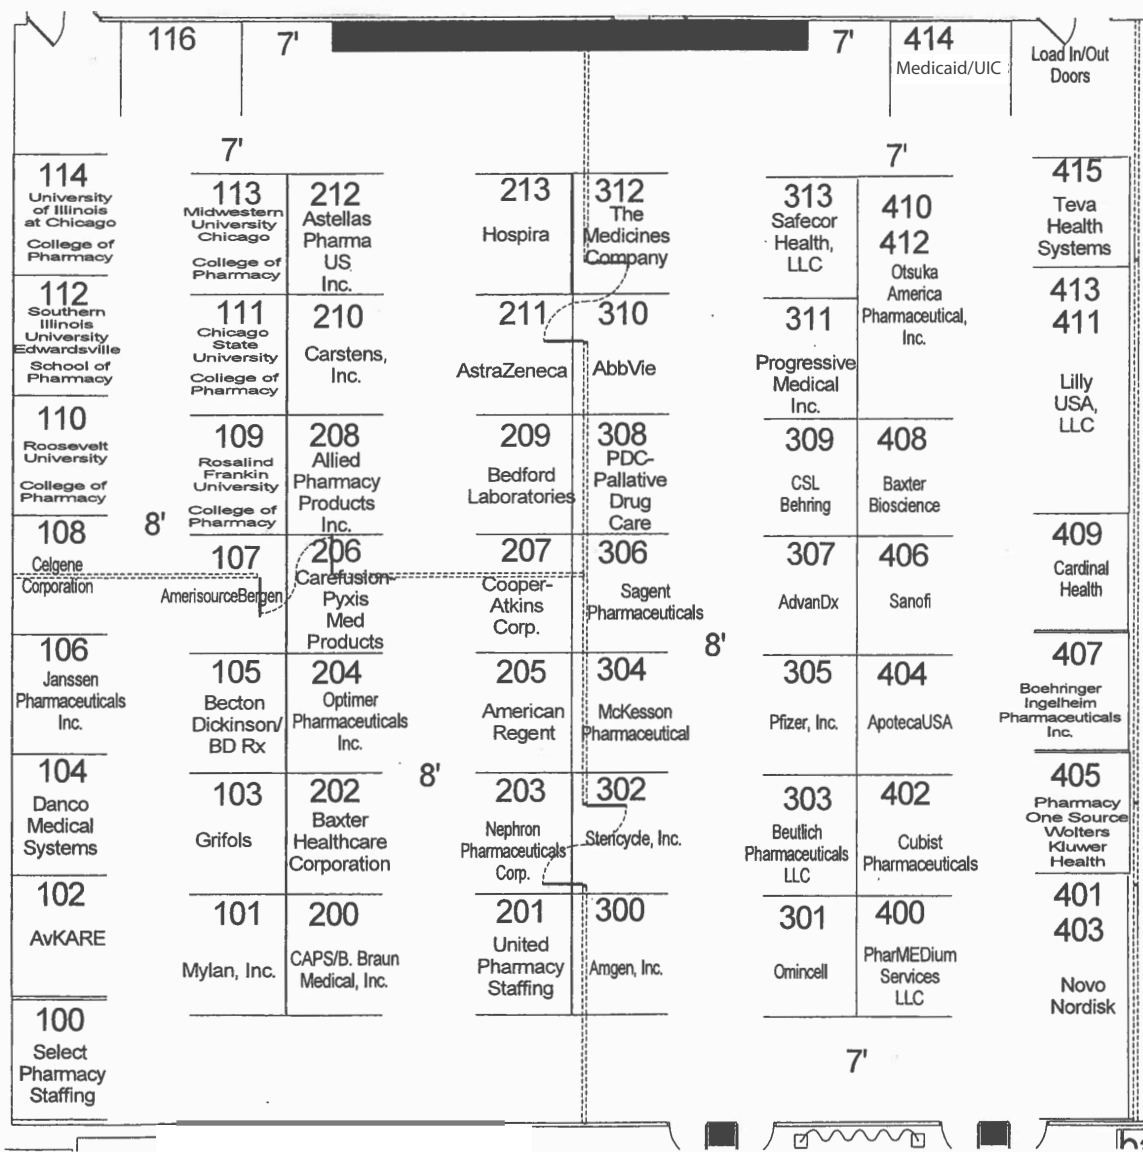 116
7'
7'
414
Medicaid/UIC
Load In/Out
Doors
7'
7'
114
University
of Illinois
at Chicago
College of
Pharmacy
113
Midwestern
University
Chicago
College of
Pharmacy
212
Astellas
Pharma
US
Inc.
213
Hospira
312
The
Medicines
Company
313
Safecor
Health,
LLC
410
412
Otsuka
America
Pharmaceutical,
Inc.
415
Teva
Health
Systems
112
Southern
Illinois
University
Edwardsville
School of
Pharmacy
111
Chicago
State
University
College of
Pharmacy
210
Carstens,
Inc.
211
AstraZeneca
310
AbbVie
311
Progressive
Medical
Inc.
413
411
Lilly
USA,
LLC
110
Roosevelt
University
College of
Pharmacy
109
Rosalind
Frankin
University
College of
Pharmacy
208
Allied
Pharmacy
Products
Inc.
209
Bedford
Laboratories
308
PDC-
Pallative
Drug
Care
309
CSL
Behring
408
Baxter
Bioscience
108
Celgene
Corporation
8'
107
AmerisourceBergen
206
Carefusion-
Pyxis
Med
Products
207
Cooper-
Atkins
Corp.
306
Sagent
Pharmaceuticals
307
AdvanDx
406
Sanofi
409
Cardinal
Health
106
Janssen
Pharmaceuticals
Inc.
105
Becton
Dickinson/
BD Rx
204
Optimer
Pharmaceuticals
Inc.
205
American
Regent
304
McKesson
Pharmaceutical
8'
305
Pfizer, Inc.
404
ApotecaUSA
407
Boehringer
Ingelheim
Pharmaceuticals
Inc.
104
Danco
Medical
Systems
103
Grifols
202
Baxter
Healthcare
Corporation
8'
203
Nephron
Pharmaceuticals
Corp.
302
Stericycle, Inc.
303
Beutlich
Pharmaceuticals
LLC
402
Cubist
Pharmaceuticals
405
Pharmacy
One Source
Wolters
Kluwer
Health
102
AvKARE
101
Mylan, Inc.
200
CAPS/B. Braun
Medical, Inc.
201
United
Pharmacy
Staffing
300
Amgen, Inc.
301
Omincell
400
PharMEDium
Services
LLC
401
403
Novo
Nordisk
100
Select
Pharmacy
Staffing
7'